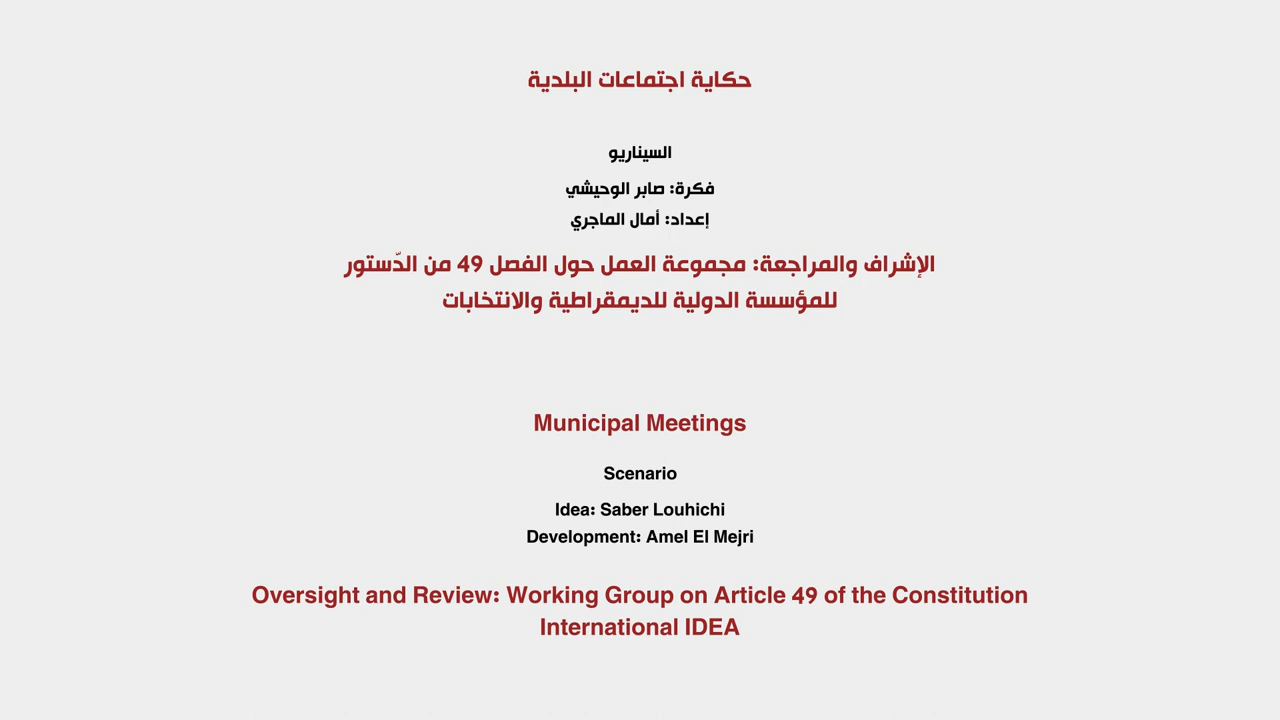 حكاية اجتماعات البلدية
السيناريو
فكرة: صابر الوحيشي
إعداد: أمال الماجري
الإشراف والمراجعة: مجموعة العمل حول الفصل 49 من الدّستور
للمؤسسة الدولية للديمقراطية والانتخابات
Municipal Meetings
Scenario
Idea: Saber Louhichi
Development: Amel El Mejri
Oversight and Review: Working Group on Article 49 of the Constitution
International IDEA